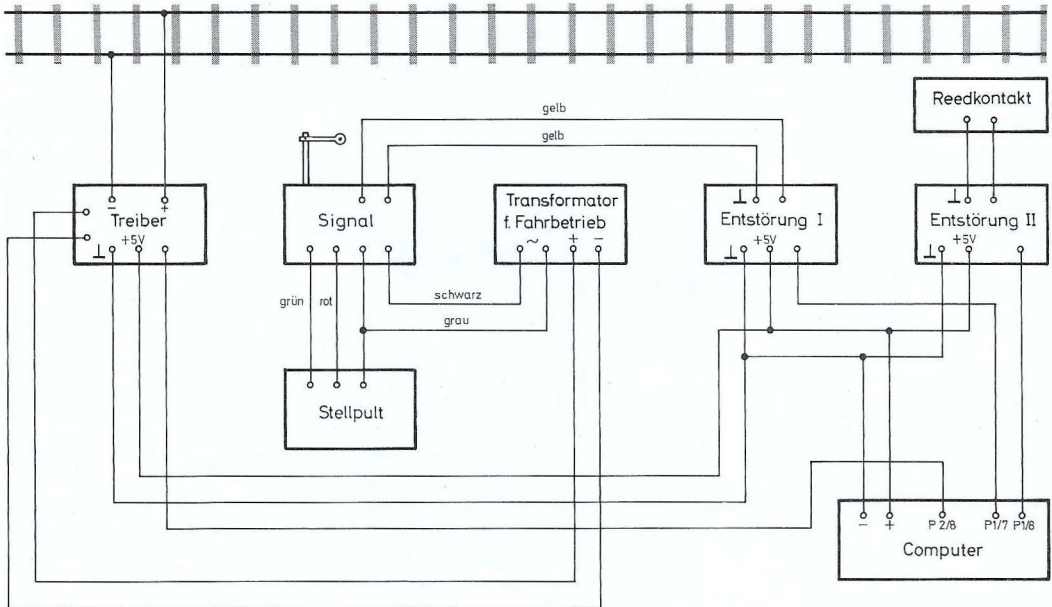 gelb
gelb
Reedkontakt
- +
Treiber
+5V
⊥
Signal
Transformator
f. Fahrbetrieb
~ + -
⊥
Entstörung I
⊥ +5V
⊥
Entstörung II
⊥ +5V
grün rot
schwarz
grau
Stellpult
- + P2/8 P1/7 P1/8
Computer